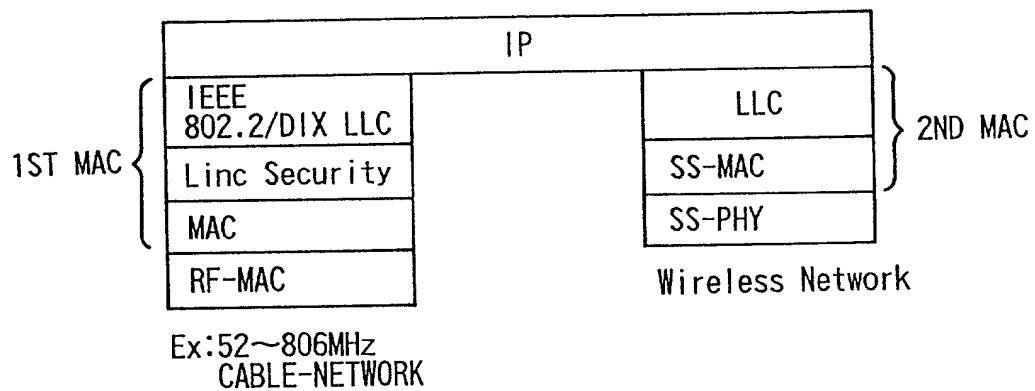 IP
IEEE
802.2/DIX LLC
1ST MAC
Linc Security
MAC
RF-MAC
Ex:52~806MHz
CABLE-NETWORK
LLC
2ND MAC
SS-MAC
SS-PHY
Wireless Network